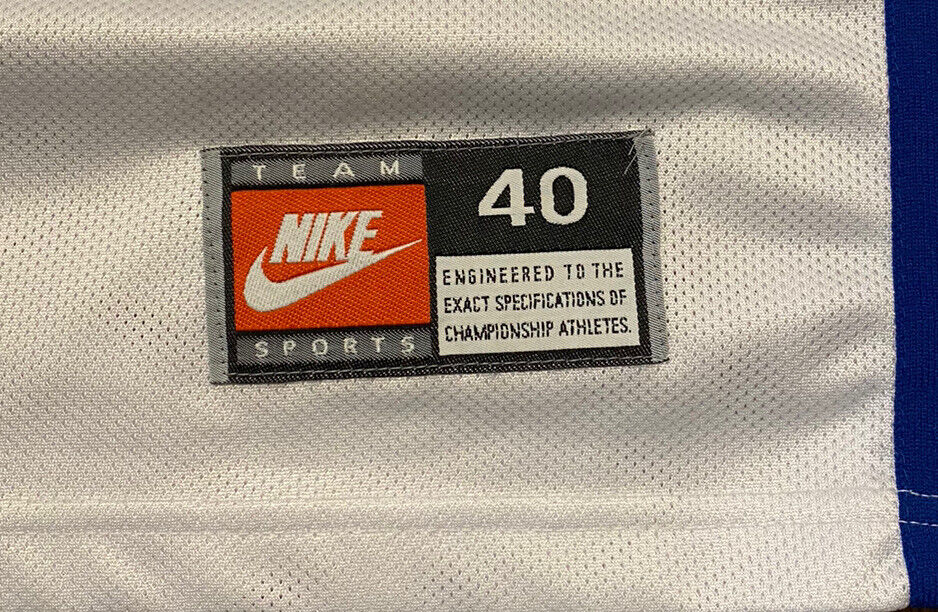 TEAM
NIKE
SPORTS
40
ENGINEERED TO THE
EXACT SPECIFICATIONS OF
CHAMPIONSHIP ATHLETES.